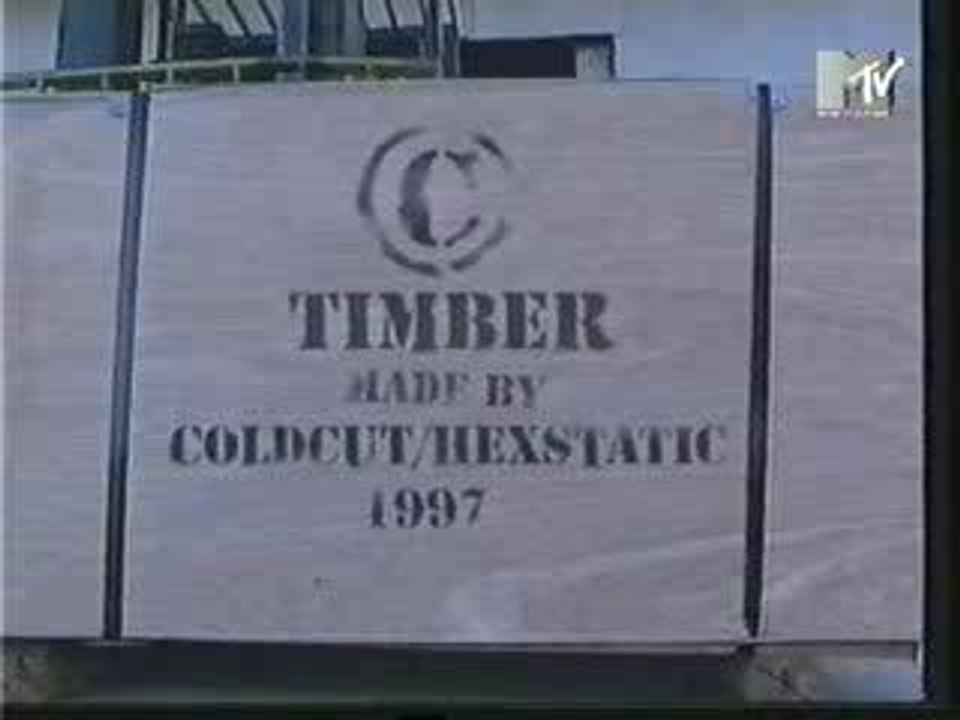 MTV
©
TIMBER
MADE BY
COLDCUT/HEXSTATIC
1997